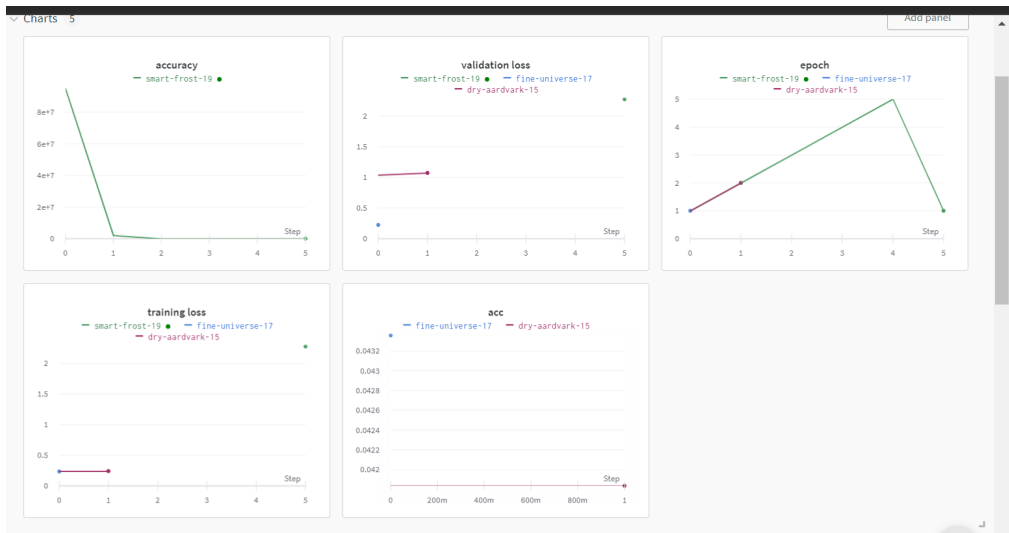 Charts 5
Add panel
accuracy
smart-frost-19
8e+7
6e+7
4e+7
2e+7
0
Step
0 1 2 3 4 5
validation loss
smart-frost-19 fine-universe-17
dry-aardvark-15
2
1.5
1
0.5
0
Step
0 1 2 3 4 5
epoch
smart-frost-19 fine-universe-17
dry-aardvark-15
5
4
3
2
1
0
Step
0 1 2 3 4 5
training loss
smart-frost-19 fine-universe-17
dry-aardvark-15
2
1.5
1
0.5
0
Step
0 1 2 3 4 5
acc
fine-universe-17 dry-aardvark-15
0.0432
0.043
0.0428
0.0426
0.0424
0.0422
0.042
Step
0 200m 400m 600m 800m 1